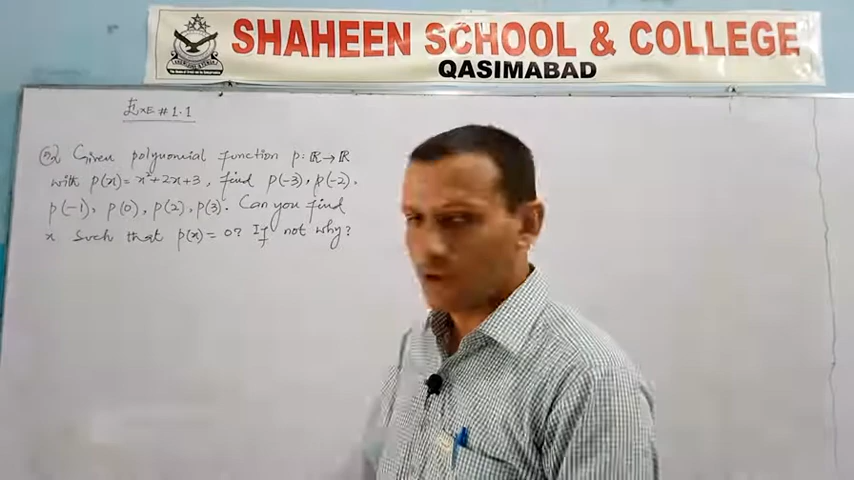 SHAHEEN SCHOOL & COLLEGE
QASIMABAD
Exe # 1.1
Q2 Given polynomial function p: ℝ → ℝ
with p(x) = x²+2x+3, find p(-3), p(-2),
p(-1), p(0), p(2), p(3). Can you find
x Such that p(x) = 0? If not why?